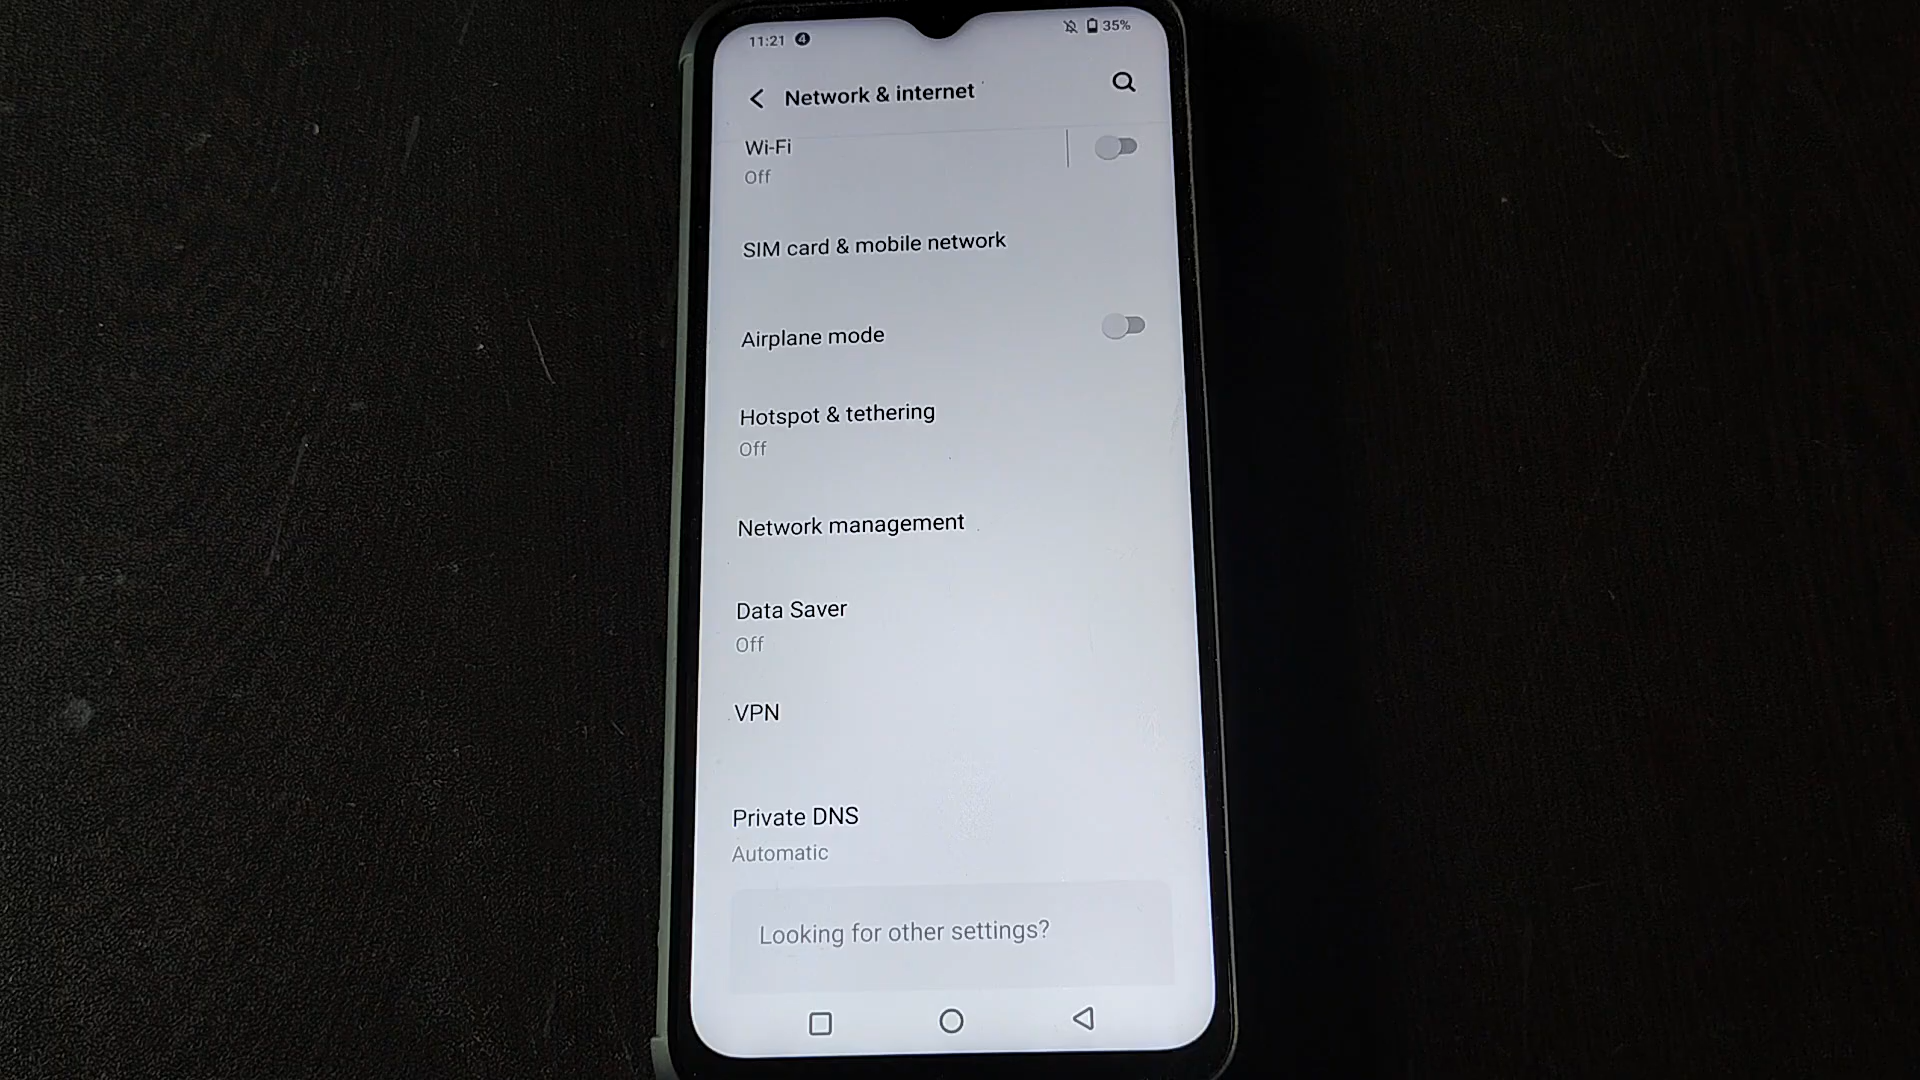 11:21 4 35%
Network & internet
Wi-Fi
Off
SIM card & mobile network
Airplane mode
Hotspot & tethering
Off
Network management
Data Saver
Off
VPN
Private DNS
Automatic
Looking for other settings?